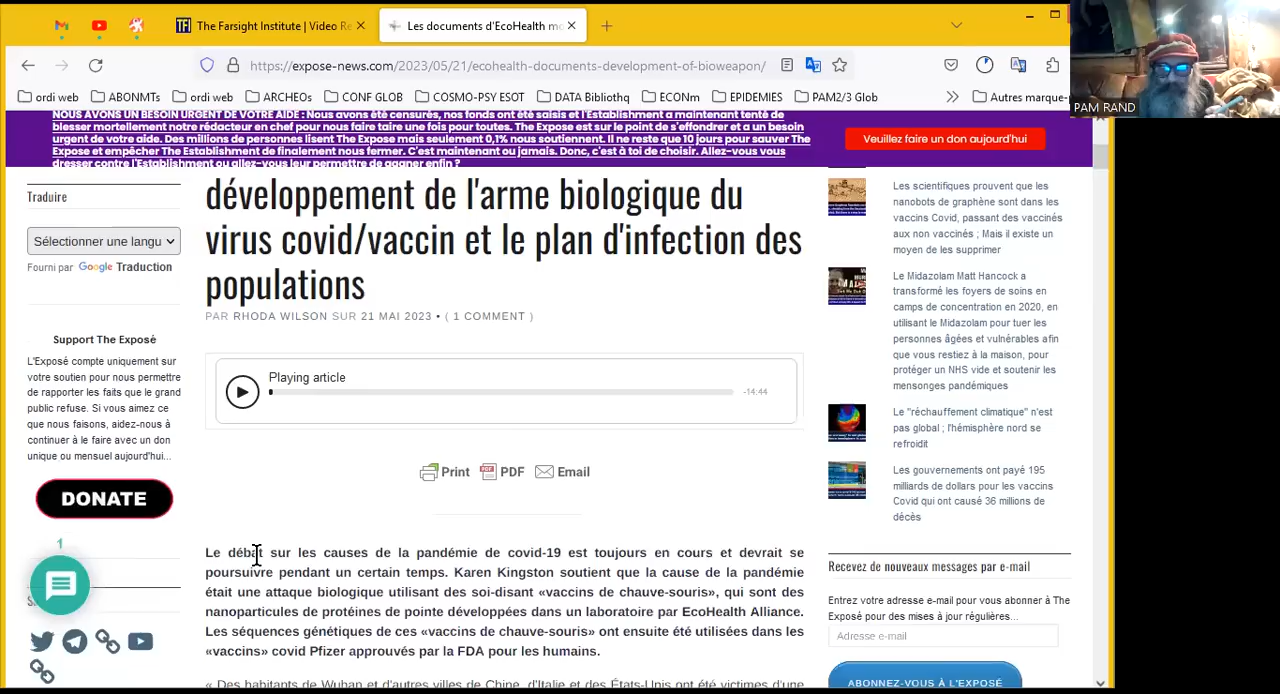 The Farsight Institute | Video Re
Les documents d'EcoHealth mo
https://expose-news.com/2023/05/21/ecohealth-documents-development-of-bioweapon/
ordi web
ABONMTs
ordi web
ARCHEOs
CONF GLOB
COSMO-PSY ESOT
DATA Bibliothq
ECONm
EPIDEMIES
PAM2/3 Glob
Autres marque-
PAM RAND
NOUS AVONS UN BESOIN URGENT DE VOTRE AIDE : Nous avons été censurés, nos fonds ont été saisis et l'Establishment a maintenant tenté de
blesser mortellement notre rédacteur en chef pour nous faire taire une fois pour toutes. The Expose est sur le point de s'effondrer et a un besoin
urgent de votre aide. Des millions de personnes lisent The Expose mais seulement 0,1% nous soutiennent. Il ne reste que 10 jours pour sauver The
Expose et empêcher The Establishment de finalement nous fermer. C'est maintenant ou jamais. Donc, c'est à toi de choisir. Allez-vous vous
dresser contre l'Establishment ou allez-vous leur permettre de gagner enfin ?
Veuillez faire un don aujourd'hui
Traduire
Sélectionner une langu
Fourni par Google Traduction
Support The Exposé
L'Exposé compte uniquement sur
votre soutien pour nous permettre
de rapporter les faits que le grand
public refuse. Si vous aimez ce
que nous faisons, aidez-nous à
continuer à le faire avec un don
unique ou mensuel aujourd'hui...
DONATE
1
développement de l'arme biologique du
virus covid/vaccin et le plan d'infection des
populations
PAR RHODA WILSON SUR 21 MAI 2023 • ( 1 COMMENT )
Playing article
-14:44
Print
PDF
Email
Le débat sur les causes de la pandémie de covid-19 est toujours en cours et devrait se
poursuivre pendant un certain temps. Karen Kingston soutient que la cause de la pandémie
était une attaque biologique utilisant des soi-disant «vaccins de chauve-souris», qui sont des
nanoparticules de protéines de pointe développées dans un laboratoire par EcoHealth Alliance.
Les séquences génétiques de ces «vaccins de chauve-souris» ont ensuite été utilisées dans les
«vaccins» covid Pfizer approuvés par la FDA pour les humains.
« Des habitants de Wuhan et d'autres villes de Chine, d'Italie et des États-Unis ont été victimes d'une
Les scientifiques prouvent que les
nanobots de graphène sont dans les
vaccins Covid, passant des vaccinés
aux non vaccinés ; Mais il existe un
moyen de les supprimer
Le Midazolam Matt Hancock a
transformé les foyers de soins en
camps de concentration en 2020, en
utilisant le Midazolam pour tuer les
personnes âgées et vulnérables afin
que vous restiez à la maison, pour
protéger un NHS vide et soutenir les
mensonges pandémiques
Le "réchauffement climatique" n'est
pas global ; l'hémisphère nord se
refroidit
Les gouvernements ont payé 195
milliards de dollars pour les vaccins
Covid qui ont causé 36 millions de
décès
Recevez de nouveaux messages par e-mail
Entrez votre adresse e-mail pour vous abonner à The
Exposé pour des mises à jour régulières...
Adresse e-mail
ABONNEZ-VOUS À L'EXPOSÉ